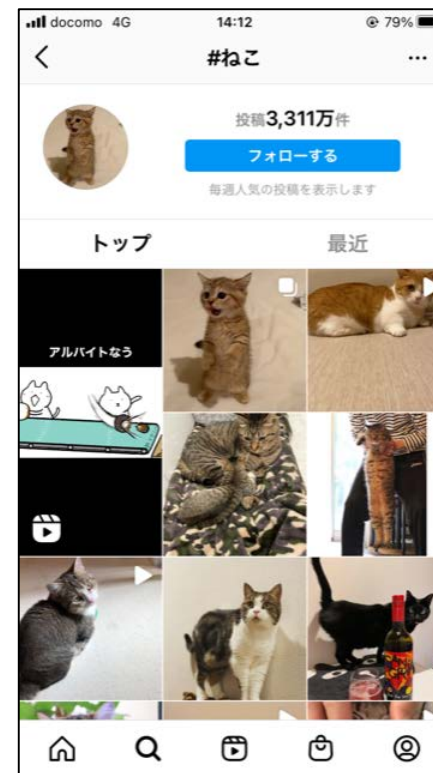 docomo 4G 14:12 79%
#ねこ
投稿3,311万件
フォローする
毎週人気の投稿を表示します
トップ 最近
アルバイトなう